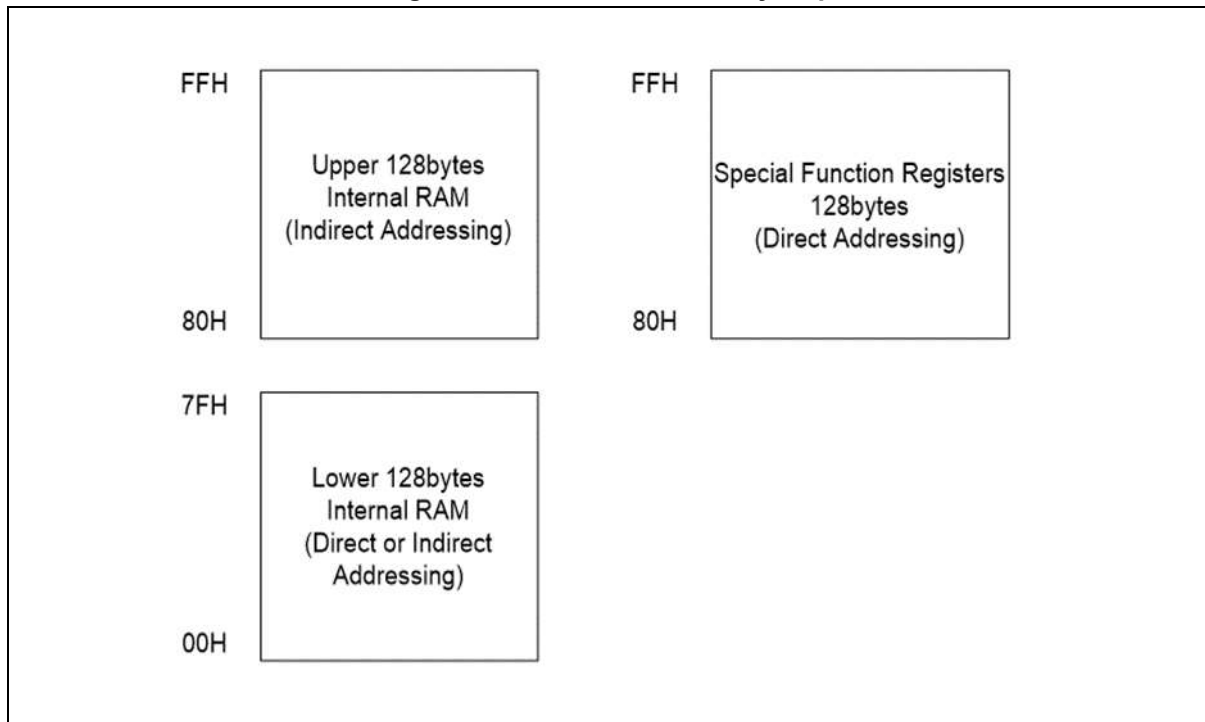 FFH
Upper 128bytes
Internal RAM
(Indirect Addressing)
80H
FFH
Special Function Registers
128bytes
(Direct Addressing)
80H
7FH
Lower 128bytes
Internal RAM
(Direct or Indirect
Addressing)
00H